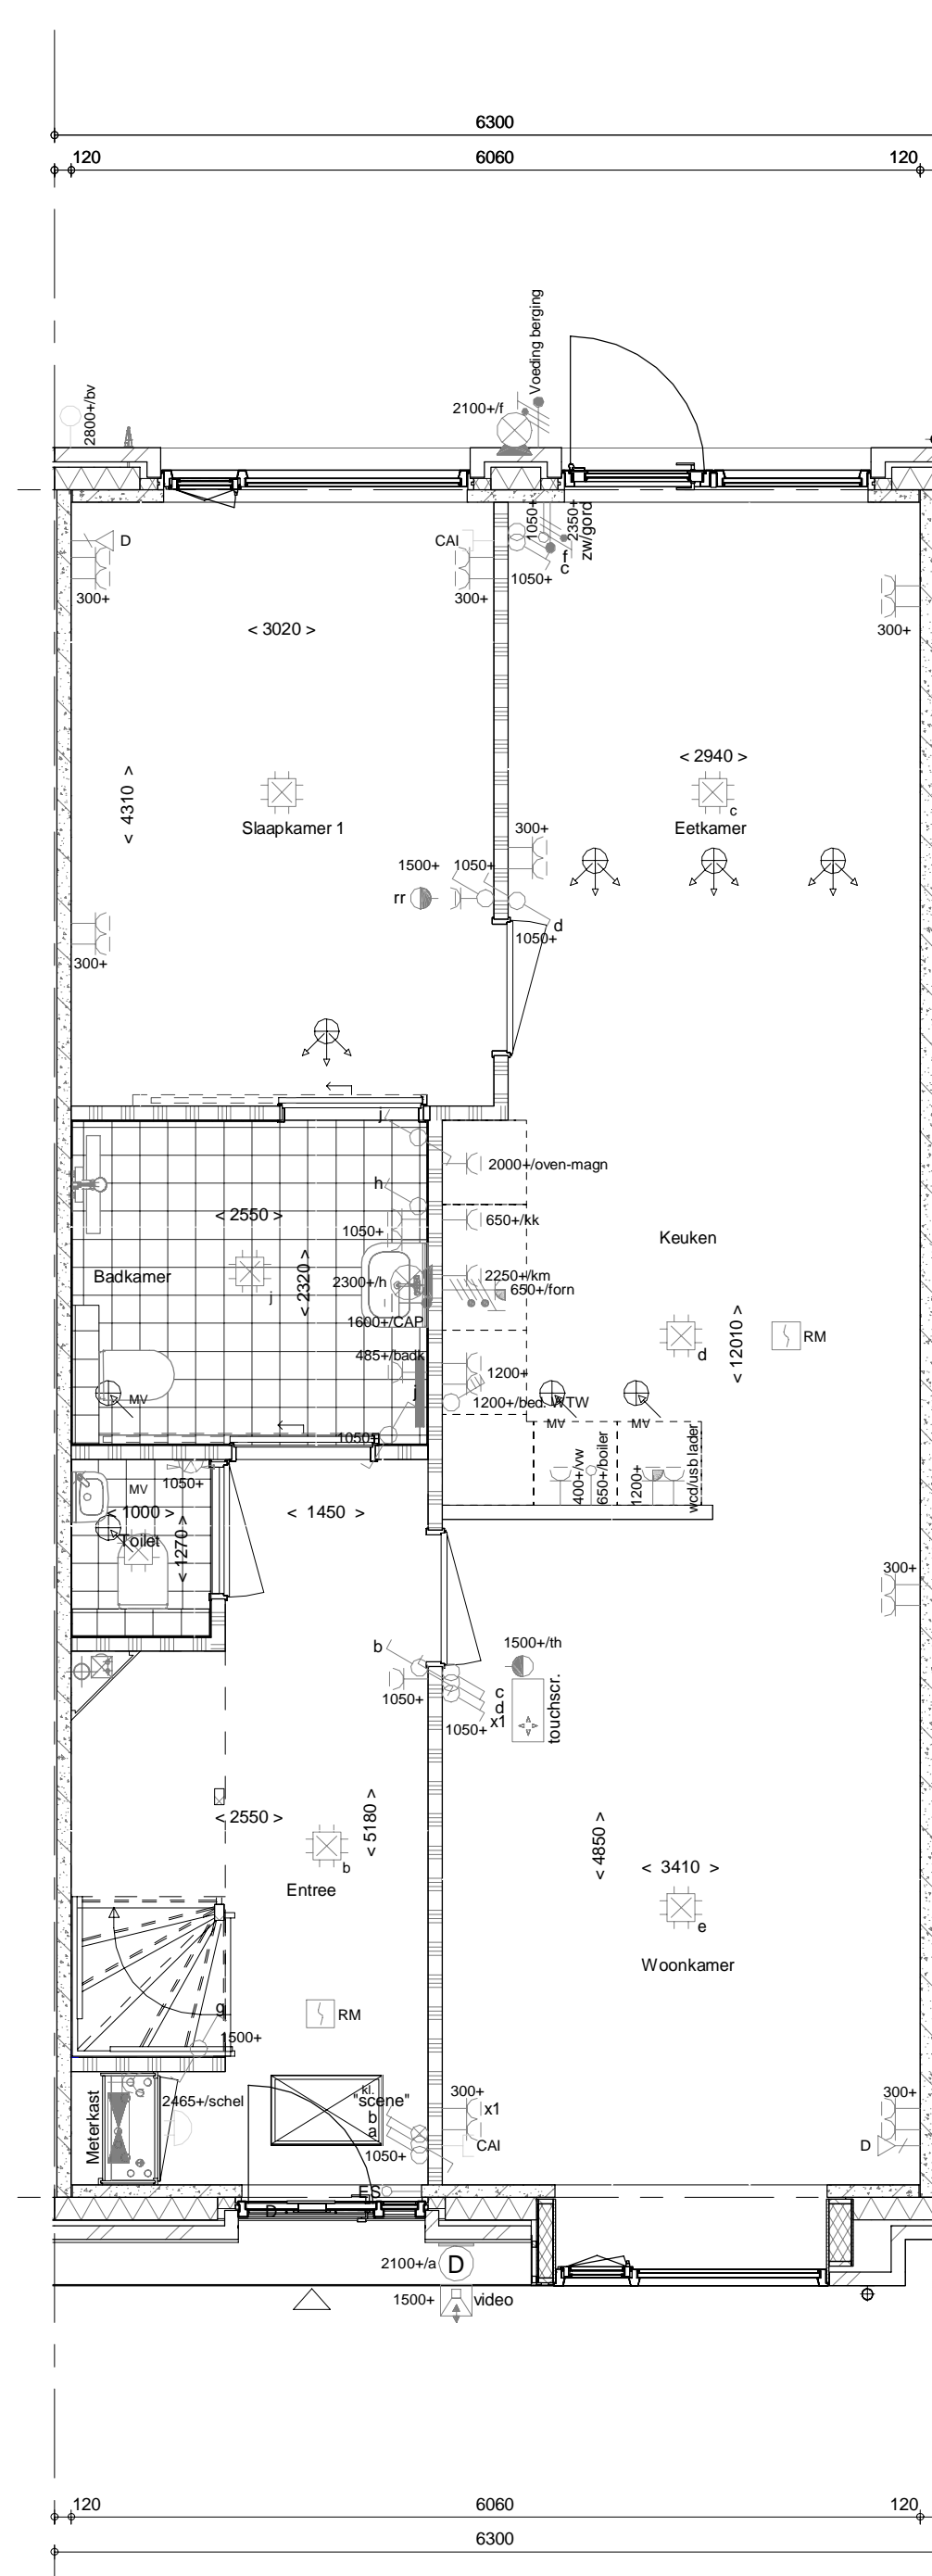 6300
120
6060
120
Voeding berging
2800+/bv
2100+/f
D
300+
CAI
300+
1050+
2350+
zw/gord
f
c
1050+
300+
< 3020 >
< 2940 >
< 4310 >
Slaapkamer 1
c
Eetkamer
300+
1500+
1050+
rr
d
1050+
300+
j
2000+/oven-magn
h
< 2550 >
1050+
650+/kk
Keuken
Badkamer
j
< 2320 >
2300+/h
2250+/km
650+/forn
1600+/CAP
d
< 12010 >
RM
485+/badk
j
1200+
1200+/bed. WTW
MV
MV
MV
1050+
400+/vw
650+/boiler
1200+
wcd/usb lader
1050+
MV
< 1000 >
< 1450 >
Toilet
< 1270 >
300+
b
1500+/th
1050+
c
d
x1
1050+
touchscr.
< 2550 >
< 5180 >
b
Entree
< 4850 >
< 3410 >
e
Woonkamer
g
1500+
RM
Meterkast
2465+/schel
kl.
"scene"
b
a
1050+
300+
x1
CAI
300+
D
ES
D
2100+/a
D
1500+
video
120
6060
120
6300